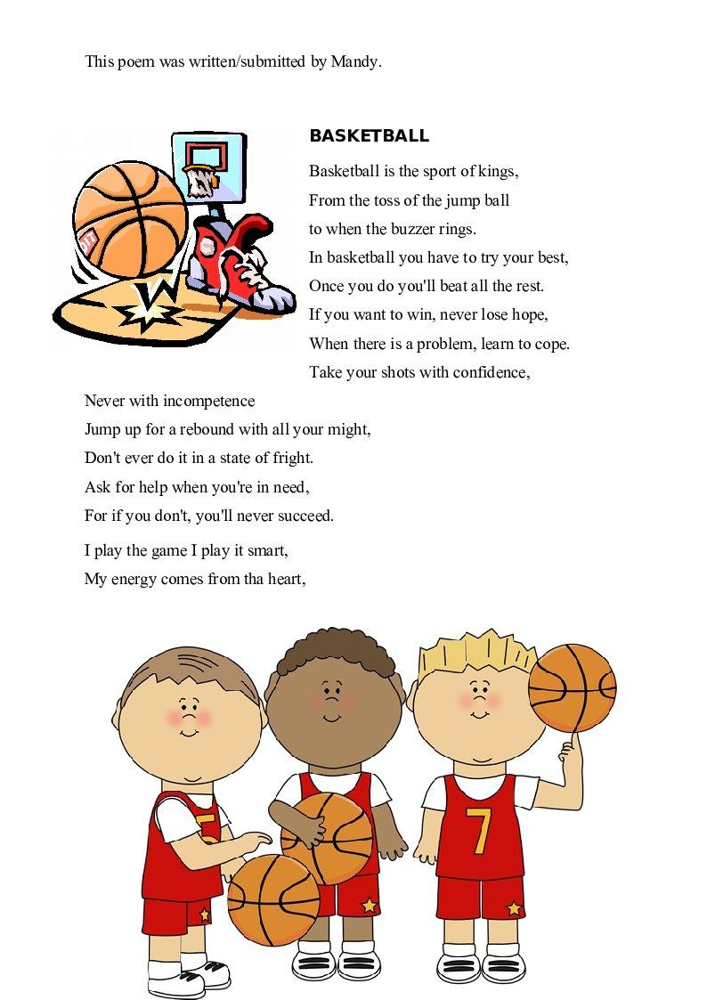 This poem was written/submitted by Mandy.
BASKETBALL
Basketball is the sport of kings,
From the toss of the jump ball
to when the buzzer rings.
In basketball you have to try your best,
Once you do you'll beat all the rest.
If you want to win, never lose hope,
When there is a problem, learn to cope.
Take your shots with confidence,
Never with incompetence
Jump up for a rebound with all your might,
Don't ever do it in a state of fright.
Ask for help when you're in need,
For if you don't, you'll never succeed.
I play the game I play it smart,
My energy comes from tha heart,
7